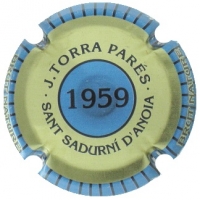 J. TORRA PARÉS
1959
SANT SADURNÍ D'ANOIA